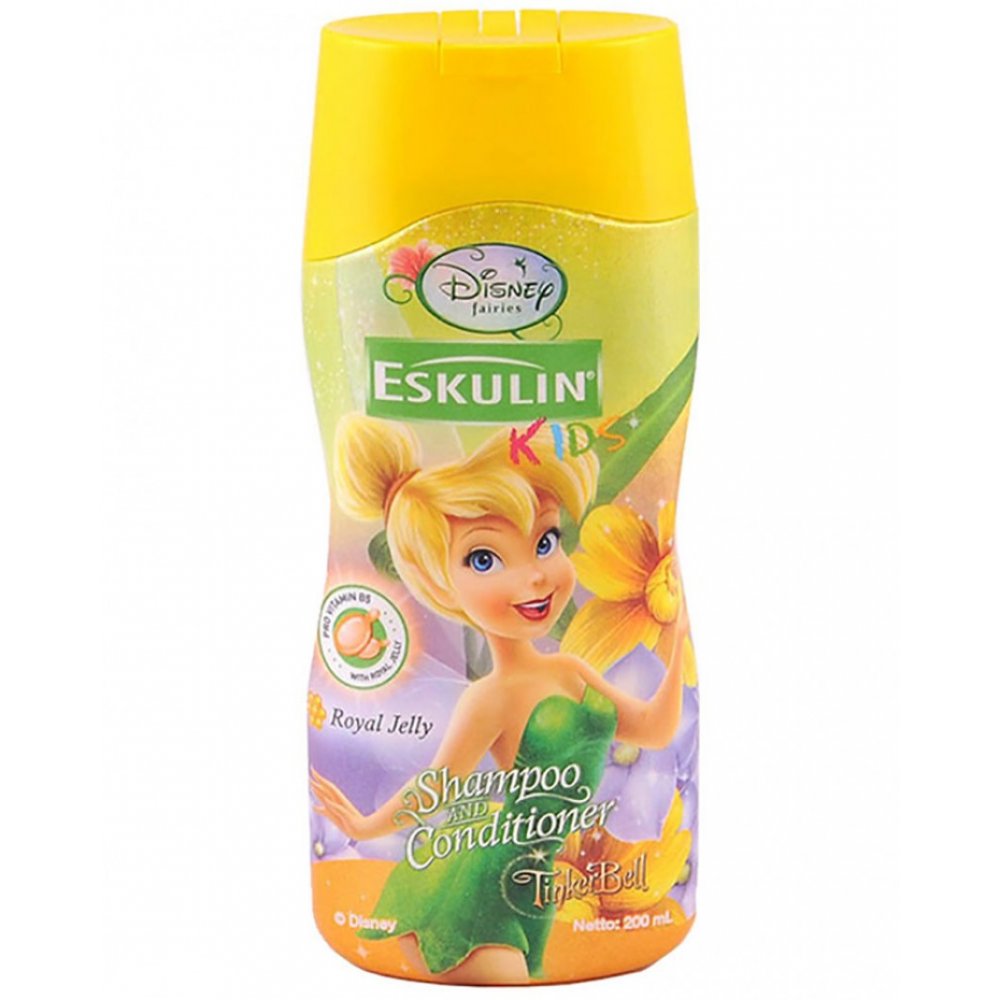 Disney
fairies
ESKULIN®
KIDS
PRO VITAMIN B5
WITH ROYAL JELLY
Royal Jelly
Shampoo
AND
Conditioner
TinkerBell
© Disney
Netto: 200 mL